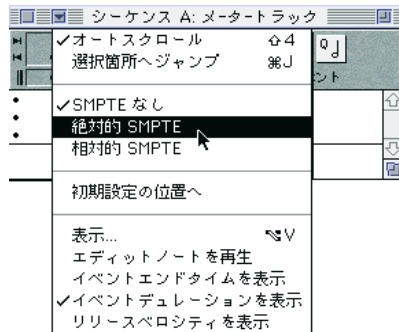 シーケンス A: メータートラック
✓オートスクロール ⇧4
選択箇所へジャンプ ⌘J
ント
✓SMPTE なし
絶対的 SMPTE
相対的 SMPTE
初期設定の位置へ
表示... ⌥V
エディットノートを再生
イベントエンドタイムを表示
✓イベントデュレーションを表示
リリースベロシティを表示